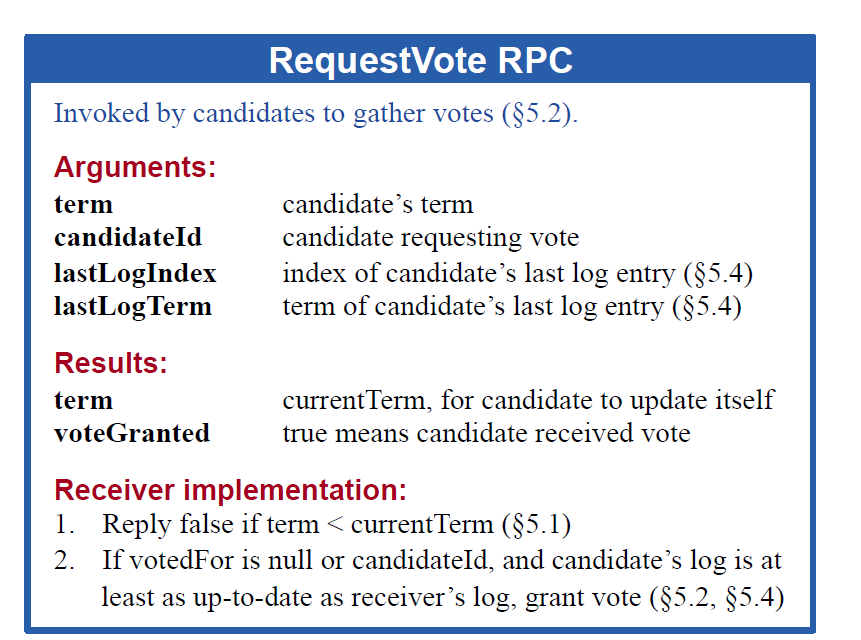 RequestVote RPC
Invoked by candidates to gather votes (§5.2).
Arguments:
term candidate’s term
candidateId candidate requesting vote
lastLogIndex index of candidate’s last log entry (§5.4)
lastLogTerm term of candidate’s last log entry (§5.4)
Results:
term currentTerm, for candidate to update itself
voteGranted true means candidate received vote
Receiver implementation:
1. Reply false if term < currentTerm (§5.1)
2. If votedFor is null or candidateId, and candidate’s log is at
least as up-to-date as receiver’s log, grant vote (§5.2, §5.4)